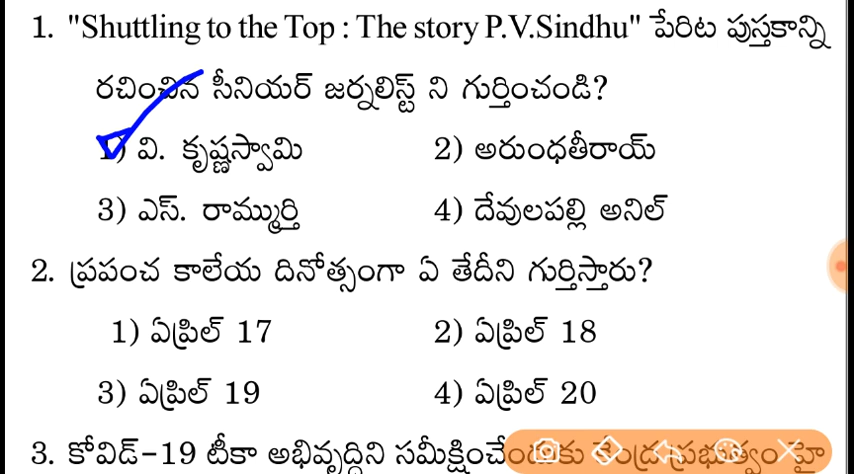 1. "Shuttling to the Top : The story P.V.Sindhu" పేరిట పుస్తకాన్ని
రచించిన సీనియర్ జర్నలిస్ట్ ని గుర్తించండి?
1) వి. కృష్ణస్వామి 2) అరుంధతీరాయ్
3) ఎస్. రామ్ముర్తి 4) దేవులపల్లి అనిల్
2. ప్రపంచ కాలేయ దినోత్సంగా ఏ తేదీని గుర్తిస్తారు?
1) ఏప్రిల్ 17 2) ఏప్రిల్ 18
3) ఏప్రిల్ 19 4) ఏప్రిల్ 20
3. కోవిడ్-19 టీకా అభివృద్ధిని